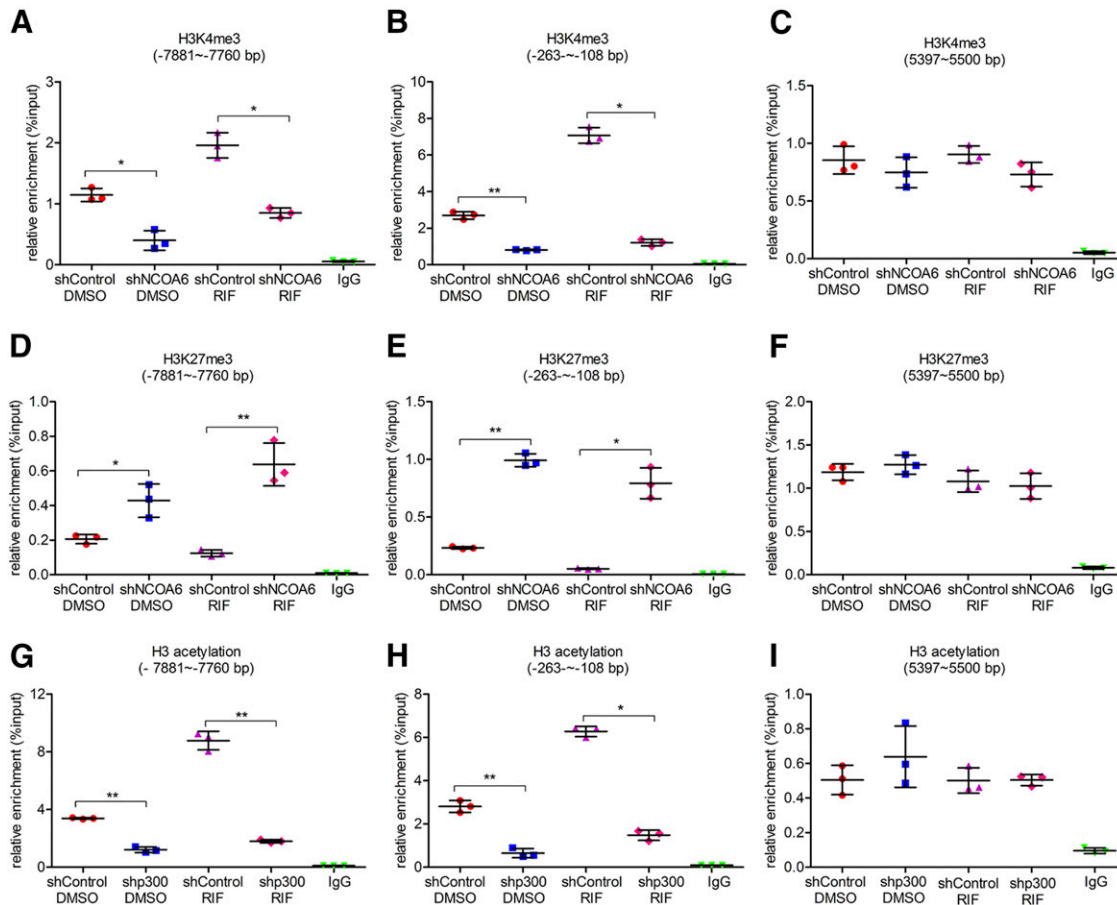 A
H3K4me3
(-7881~-7760 bp)
relative enrichment (%input)
3
2
1
0
*
*
shControl DMSO
shNCOA6 DMSO
shControl RIF
shNCOA6 RIF
IgG
B
H3K4me3
(-263-~-108 bp)
relative enrichment (%input)
10
8
6
4
2
0
**
*
shControl DMSO
shNCOA6 DMSO
shControl RIF
shNCOA6 RIF
IgG
C
H3K4me3
(5397~5500 bp)
relative enrichment (%input)
1.5
1.0
0.5
0.0
shControl DMSO
shNCOA6 DMSO
shControl RIF
shNCOA6 RIF
IgG
D
H3K27me3
(-7881~-7760 bp)
relative enrichment (%input)
1.0
0.8
0.6
0.4
0.2
0.0
*
**
shControl DMSO
shNCOA6 DMSO
shControl RIF
shNCOA6 RIF
IgG
E
H3K27me3
(-263-~-108 bp)
relative enrichment (%input)
1.5
1.0
0.5
0.0
**
*
shControl DMSO
shNCOA6 DMSO
shControl RIF
shNCOA6 RIF
IgG
F
H3K27me3
(5397~5500 bp)
relative enrichment (%input)
2.0
1.5
1.0
0.5
0.0
shControl DMSO
shNCOA6 DMSO
shControl RIF
shNCOA6 RIF
IgG
G
H3 acetylation
(- 7881~-7760 bp)
relative enrichment (%input)
12
8
4
0
**
**
shControl DMSO
shp300 DMSO
shControl RIF
shp300 RIF
IgG
H
H3 acetylation
(-263-~-108 bp)
relative enrichment (%input)
8
6
4
2
0
**
*
shControl DMSO
shp300 DMSO
shControl RIF
shp300 RIF
IgG
I
H3 acetylation
(5397~5500 bp)
relative enrichment (%input)
1.0
0.8
0.6
0.4
0.2
0.0
shControl DMSO
shp300 DMSO
shControl RIF
shp300 RIF
IgG